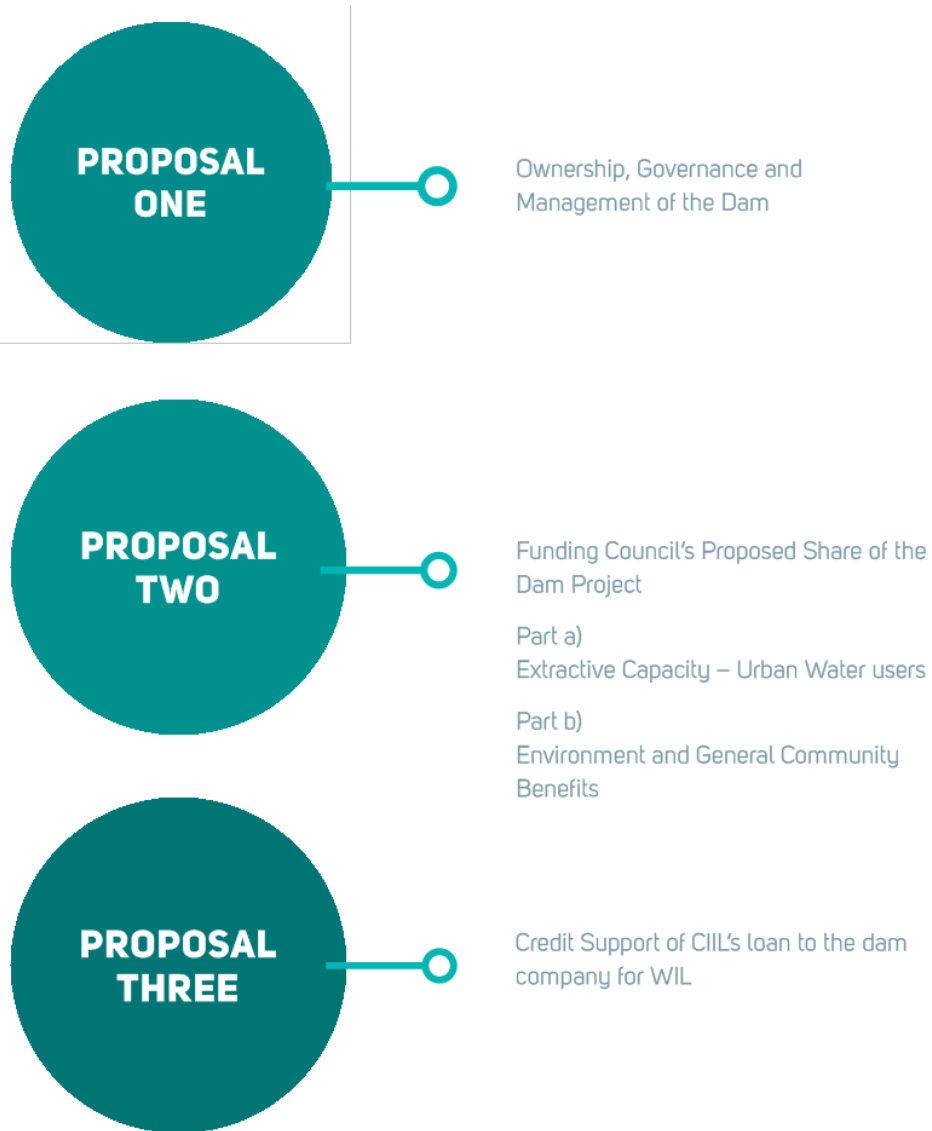 PROPOSAL
ONE
Ownership, Governance and
Management of the Dam
PROPOSAL
TWO
Funding Council's Proposed Share of the
Dam Project
Part a)
Extractive Capacity – Urban Water users
Part b)
Environment and General Community
Benefits
PROPOSAL
THREE
Credit Support of CIIL's loan to the dam
company for WIL